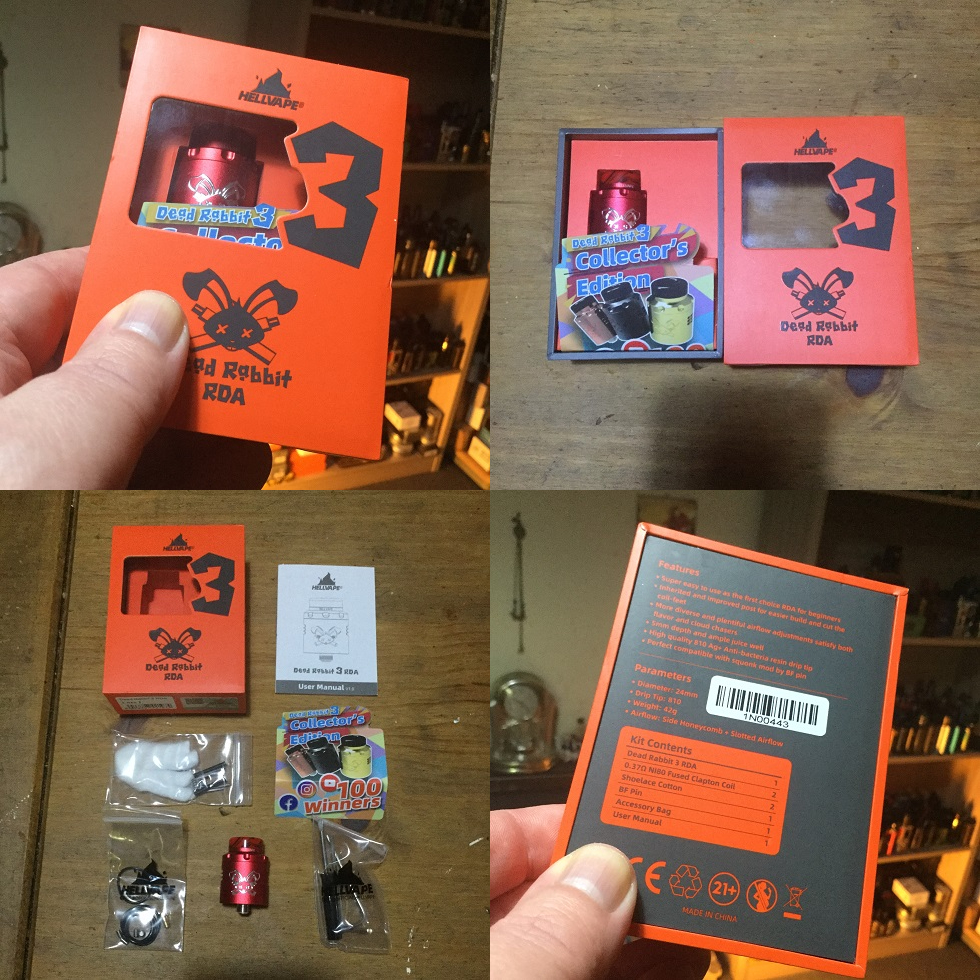 HELLVAPE®
3
Dead Rabbit 3
Collecto
Dead Rabbit
RDA
HELLVAPE®
3
Dead Rabbit 3
Collector's
Edition
Dead Rabbit
RDA
HELLVAPE®
3
Dead Rabbit
RDA
HELLVAPE
Dead Rabbit 3 RDA
User Manual V1.0
Dead Rabbit 3
Collector's
Edition
100
Winners
HELLVAPE
HELLVAPE
Features
• Super easy to use as the first choice RDA for beginners
• Inherited and improved post for easier build and cut the
coil-feet
• More diverse and plentiful airflow adjustments satisfy both
flavor and cloud chasers
• 5mm depth and ample juice well
• High quality 810 Ag+ Anti-bacteria resin drip tip
• Perfect compatible with squonk mod by BF pin
Parameters
• Diameter: 24mm
• Drip Tip: 810
• Weight: 42g
• Airflow: Side Honeycomb + Slotted Airflow
1N00443
Kit Contents
Dead Rabbit 3 RDA 1
0.37Ω Ni80 Fused Clapton Coil 2
Shoelace Cotton 2
BF Pin 1
Accessory Bag 1
User Manual 1
CE
21+
MADE IN CHINA